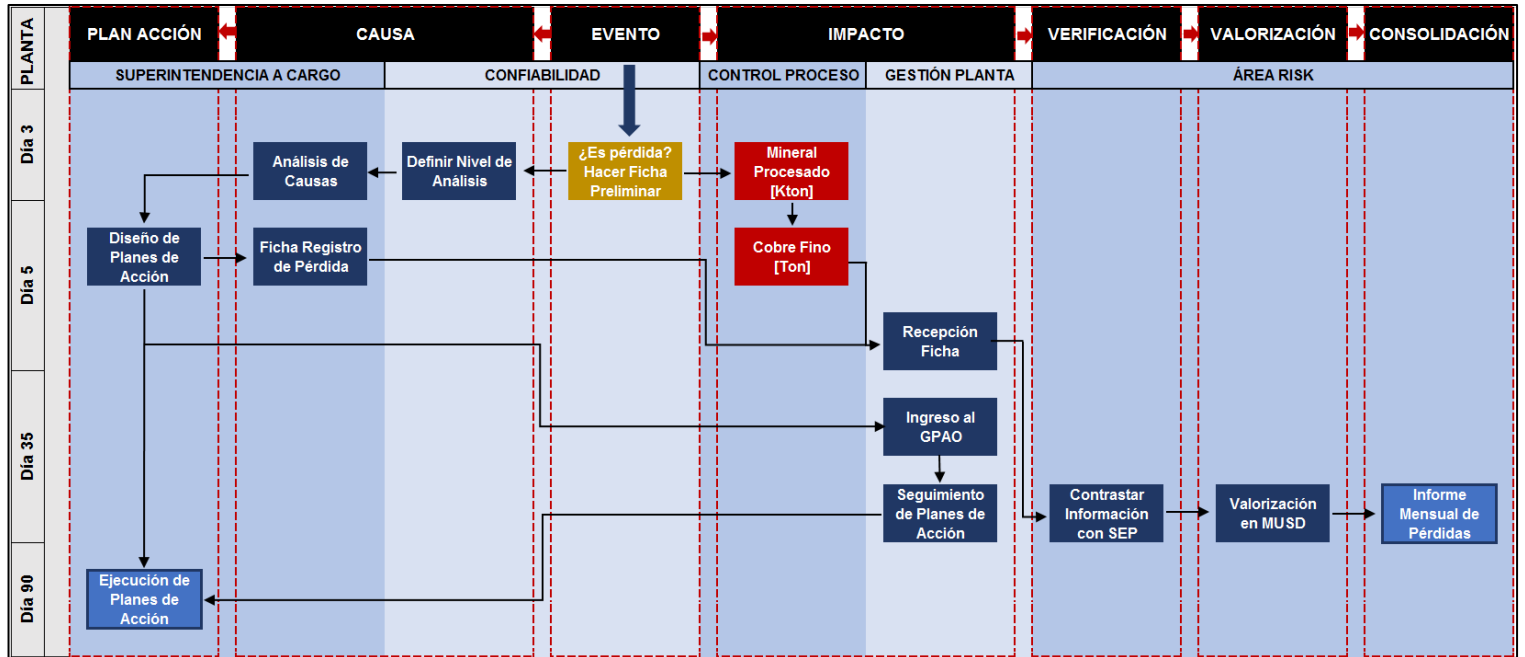 PLANTA
PLAN ACCIÓN
CAUSA
EVENTO
IMPACTO
VERIFICACIÓN
VALORIZACIÓN
CONSOLIDACIÓN
SUPERINTENDENCIA A CARGO
CONFIABILIDAD
CONTROL PROCESO
GESTIÓN PLANTA
ÁREA RISK
Día 3
Análisis de
Causas
Definir Nivel de
Análisis
¿Es pérdida?
Hacer Ficha
Preliminar
Mineral
Procesado
[Kton]
Día 5
Diseño de
Planes de
Acción
Ficha Registro
de Pérdida
Cobre Fino
[Ton]
Recepción
Ficha
Día 35
Ingreso al
GPAO
Seguimiento
de Planes de
Acción
Contrastar
Información
con SEP
Valorización
en MUSD
Informe
Mensual de
Pérdidas
Día 90
Ejecución de
Planes de
Acción